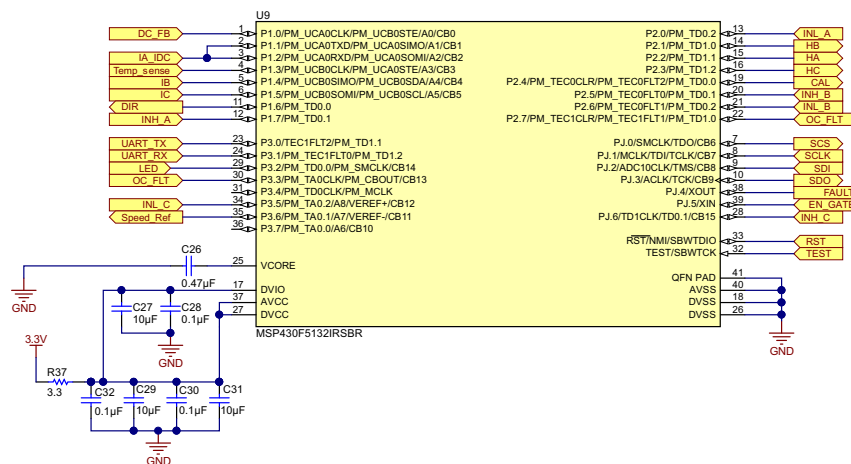 U9
DC_FB 1 P1.0/PM_UCA0CLK/PM_UCB0STE/A0/CB0 P2.0/PM_TD0.2 13 INL_A
2 P1.1/PM_UCA0TXD/PM_UCA0SIMO/A1/CB1 P2.1/PM_TD1.0 14 HB
IA_IDC 3 P1.2/PM_UCA0RXD/PM_UCA0SOMI/A2/CB2 P2.2/PM_TD1.1 15 HA
Temp_sense 4 P1.3/PM_UCB0CLK/PM_UCA0STE/A3/CB3 P2.3/PM_TD1.2 16 HC
IB 5 P1.4/PM_UCB0SIMO/PM_UCB0SDA/A4/CB4 P2.4/PM_TEC0CLR/PM_TEC0FLT2/PM_TD0.0 19 CAL
IC 6 P1.5/PM_UCB0SOMI/PM_UCB0SCL/A5/CB5 P2.5/PM_TEC0FLT0/PM_TD0.1 20 INH_B
DIR 11 P1.6/PM_TD0.0 P2.6/PM_TEC0FLT1/PM_TD0.2 21 INL_B
INH_A 12 P1.7/PM_TD0.1 P2.7/PM_TEC1CLR/PM_TEC1FLT1/PM_TD1.0 22 OC_FLT
UART_TX 23 P3.0/TEC1FLT2/PM_TD1.1 PJ.0/SMCLK/TDO/CB6 7 SCS
UART_RX 24 P3.1/PM_TEC1FLT0/PM_TD1.2 PJ.1/MCLK/TDI/TCLK/CB7 8 SCLK
LED 29 P3.2/PM_TD0.0/PM_SMCLK/CB14 PJ.2/ADC10CLK/TMS/CB8 9 SDI
OC_FLT 30 P3.3/PM_TA0CLK/PM_CBOUT/CB13 PJ.3/ACLK/TCK/CB9 10 SDO
31 P3.4/PM_TD0CLK/PM_MCLK PJ.4/XOUT 38 FAULT
INL_C 34 P3.5/PM_TA0.2/A8/VEREF+/CB12 PJ.5/XIN 39 EN_GATE
Speed_Ref 35 P3.6/PM_TA0.1/A7/VEREF-/CB11 PJ.6/TD1CLK/TD0.1/CB15 28 INH_C
36 P3.7/PM_TA0.0/A6/CB10
RST/NMI/SBWTDIO 33 RST
TEST/SBWTCK 32 TEST
C26
0.47µF
25 VCORE
GND
QFN PAD 41
17 DVIO AVSS 40
37 AVCC DVSS 18
27 DVCC DVSS 26
C27 C28
10µF 0.1µF
MSP430F5132IRSBR
GND
GND
3.3V
R37
3.3
C32 C29 C30 C31
0.1µF 10µF 0.1µF 10µF
GND